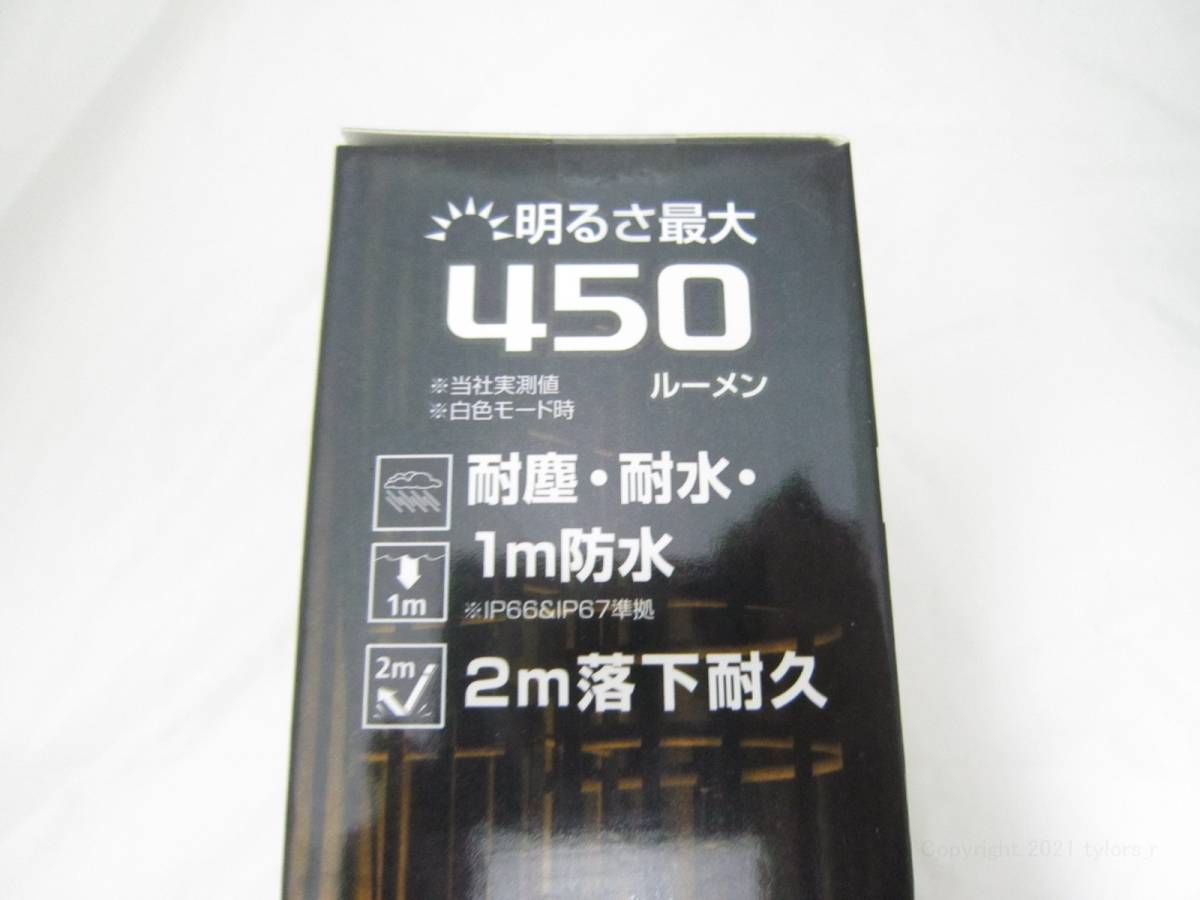 明るさ最大
450
ルーメン
※当社実測値
※白色モード時
耐塵・耐水・
1m防水
1m
※IP66&IP67準拠
2m
2m落下耐久
Copyright 2021 tylors_r